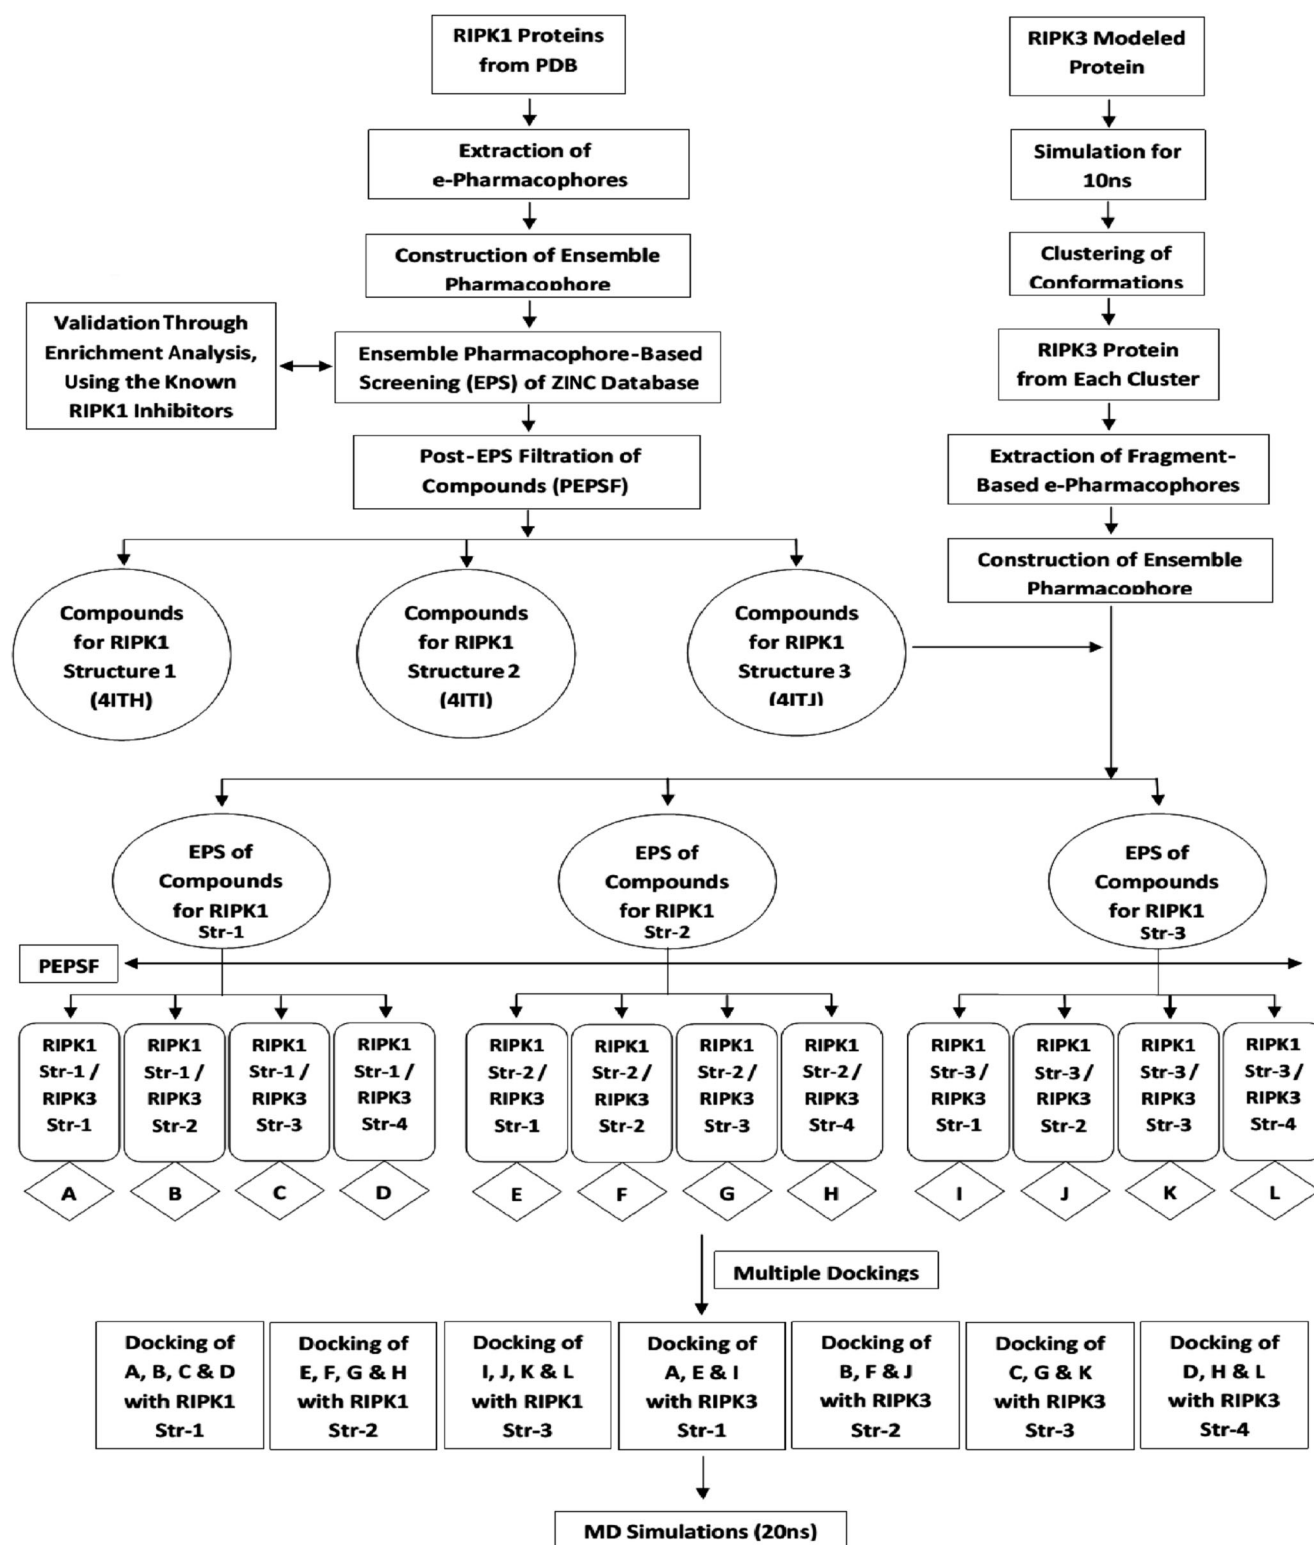 RIPK1 Proteins
from PDB
RIPK3 Modeled
Protein
Extraction of
e-Pharmacophores
Simulation for
10ns
Construction of Ensemble
Pharmacophore
Clustering of
Conformations
Validation Through
Enrichment Analysis,
Using the Known
RIPK1 Inhibitors
Ensemble Pharmacophore-Based
Screening (EPS) of ZINC Database
RIPK3 Protein
from Each Cluster
Post-EPS Filtration of
Compounds (PEPSF)
Extraction of Fragment-
Based e-Pharmacophores
Construction of Ensemble
Pharmacophore
Compounds
for RIPK1
Structure 1
(4ITH)
Compounds
for RIPK1
Structure 2
(4ITI)
Compounds
for RIPK1
Structure 3
(4ITJ)
EPS of
Compounds
for RIPK1
Str-1
EPS of
Compounds
for RIPK1
Str-2
EPS of
Compounds
for RIPK1
Str-3
PEPSF
RIPK1
Str-1 /
RIPK3
Str-1
RIPK1
Str-1 /
RIPK3
Str-2
RIPK1
Str-1 /
RIPK3
Str-3
RIPK1
Str-1 /
RIPK3
Str-4
RIPK1
Str-2 /
RIPK3
Str-1
RIPK1
Str-2 /
RIPK3
Str-2
RIPK1
Str-2 /
RIPK3
Str-3
RIPK1
Str-2 /
RIPK3
Str-4
RIPK1
Str-3 /
RIPK3
Str-1
RIPK1
Str-3 /
RIPK3
Str-2
RIPK1
Str-3 /
RIPK3
Str-3
RIPK1
Str-3 /
RIPK3
Str-4
A
B
C
D
E
F
G
H
I
J
K
L
Multiple Dockings
Docking of
A, B, C & D
with RIPK1
Str-1
Docking of
E, F, G & H
with RIPK1
Str-2
Docking of
I, J, K & L
with RIPK1
Str-3
Docking of
A, E & I
with RIPK3
Str-1
Docking of
B, F & J
with RIPK3
Str-2
Docking of
C, G & K
with RIPK3
Str-3
Docking of
D, H & L
with RIPK3
Str-4
MD Simulations (20ns)